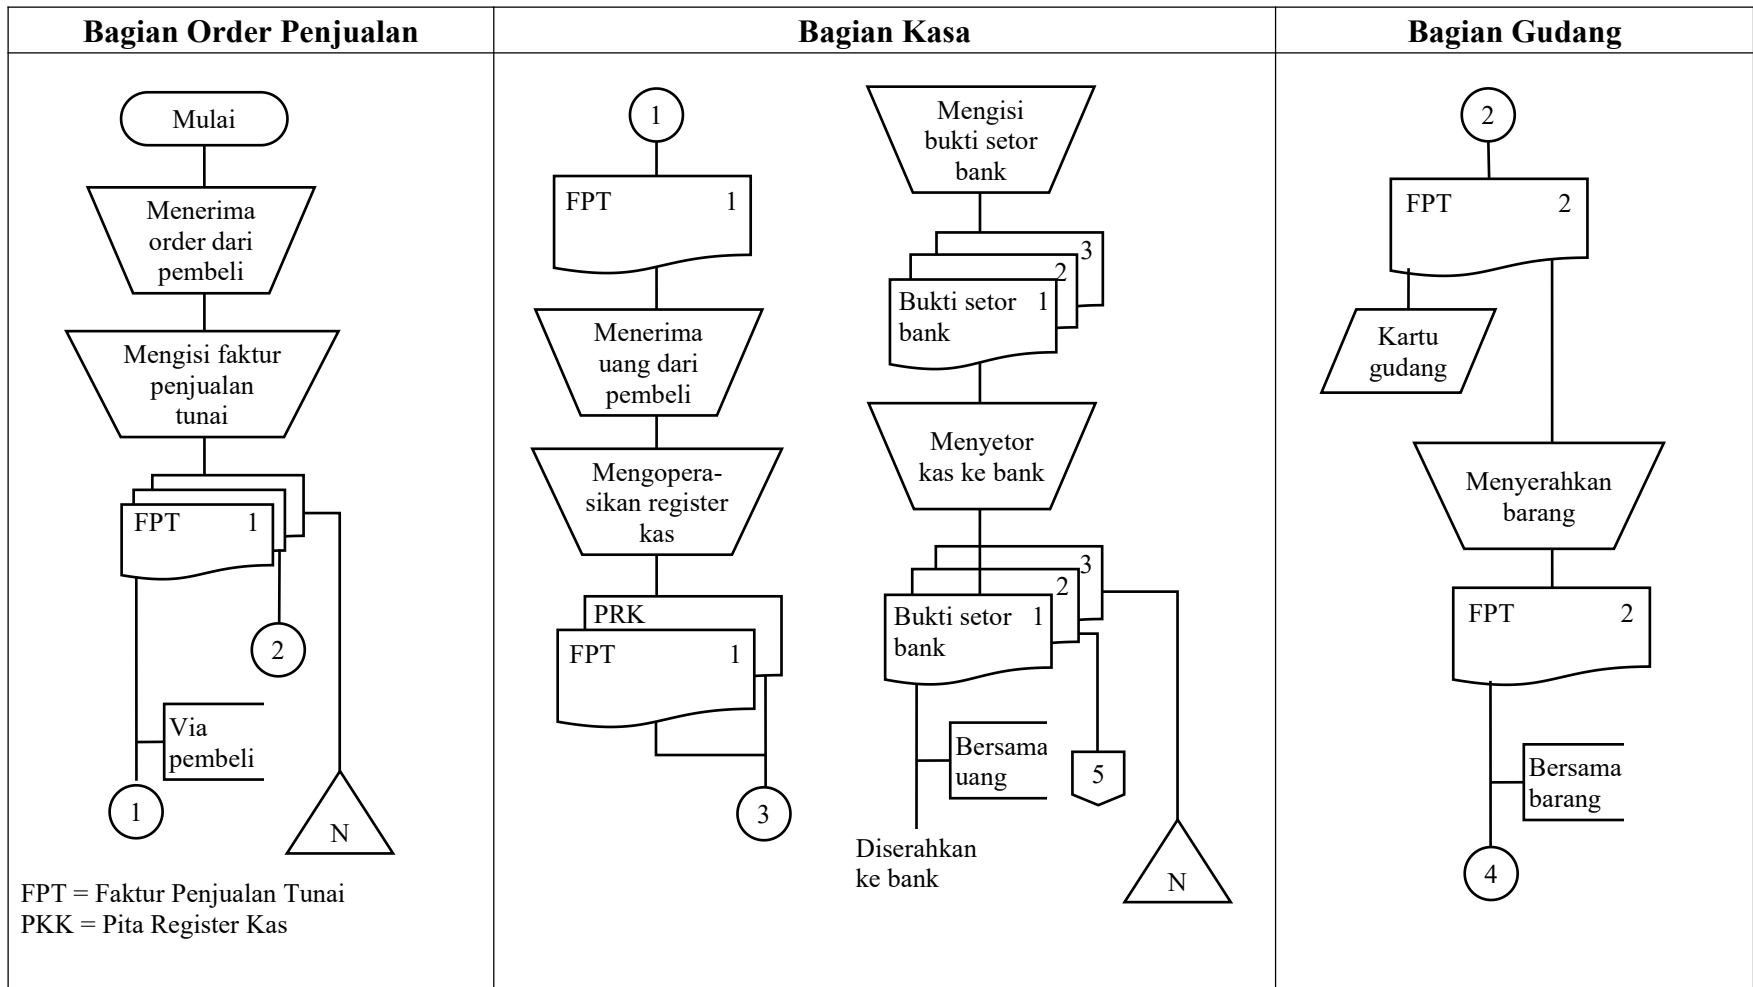 Bagian Order Penjualan
Bagian Kasa
Bagian Gudang
Mulai
Menerima
order dari
pembeli
Mengisi faktur
penjualan
tunai
FPT 1
2
Via
pembeli
1
N
FPT = Faktur Penjualan Tunai
PKK = Pita Register Kas
1
FPT 1
Menerima
uang dari
pembeli
Mengopera-
sikan register
kas
PRK
FPT 1
3
Mengisi
bukti setor
bank
3
2
Bukti setor 1
bank
Menyetor
kas ke bank
3
2
Bukti setor 1
bank
Bersama
uang
5
Diserahkan
ke bank
N
2
FPT 2
Kartu
gudang
Menyerahkan
barang
FPT 2
Bersama
barang
4